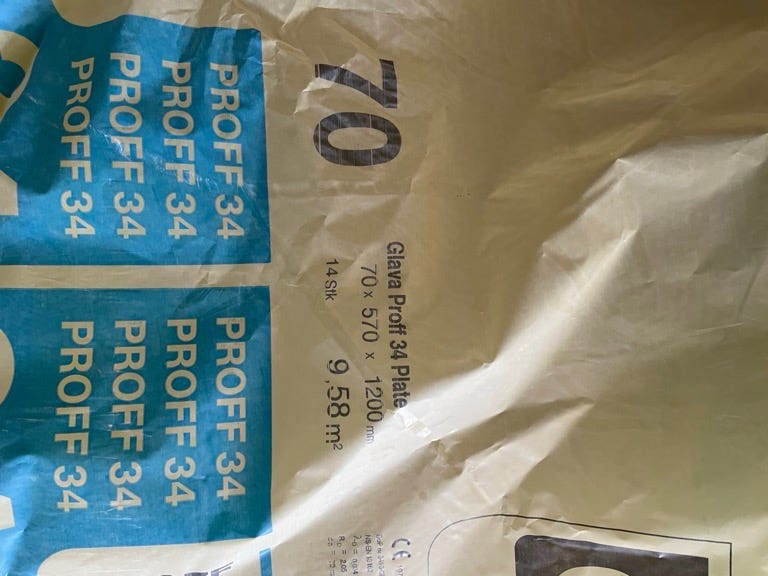 70
Glava Proff 34 Plate
70 x 570 x 1200 mm
14 Stk 9,58 m²
CE
PROFF 34 PROFF 34
PROFF 34 PROFF 34
PROFF 34 PROFF 34
PROFF 34 PROFF 34